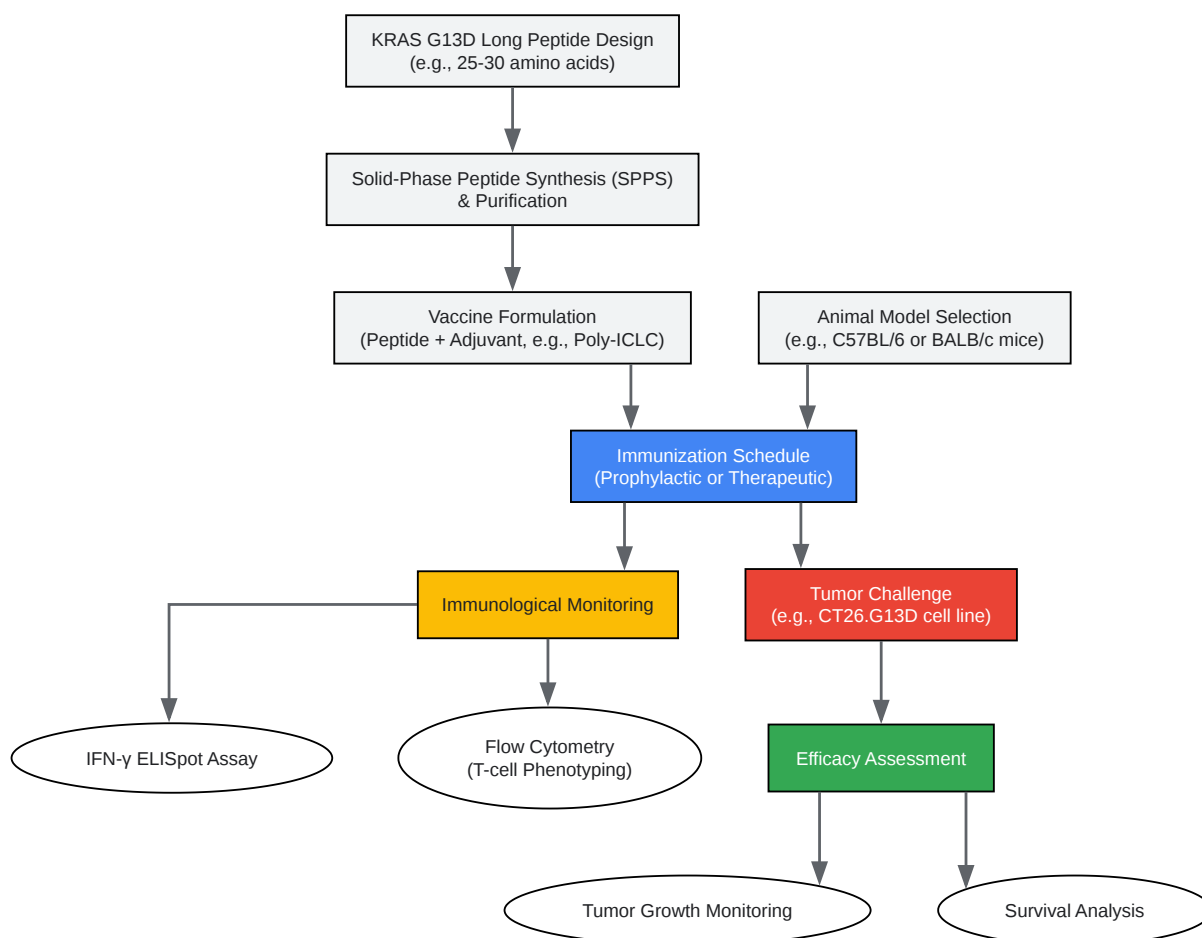 KRAS G13D Long Peptide Design
(e.g., 25-30 amino acids)
Solid-Phase Peptide Synthesis (SPPS)
& Purification
Vaccine Formulation
(Peptide + Adjuvant, e.g., Poly-ICLC)
Animal Model Selection
(e.g., C57BL/6 or BALB/c mice)
Immunization Schedule
(Prophylactic or Therapeutic)
Immunological Monitoring
Tumor Challenge
(e.g., CT26.G13D cell line)
IFN-γ ELISpot Assay
Flow Cytometry
(T-cell Phenotyping)
Efficacy Assessment
Tumor Growth Monitoring
Survival Analysis